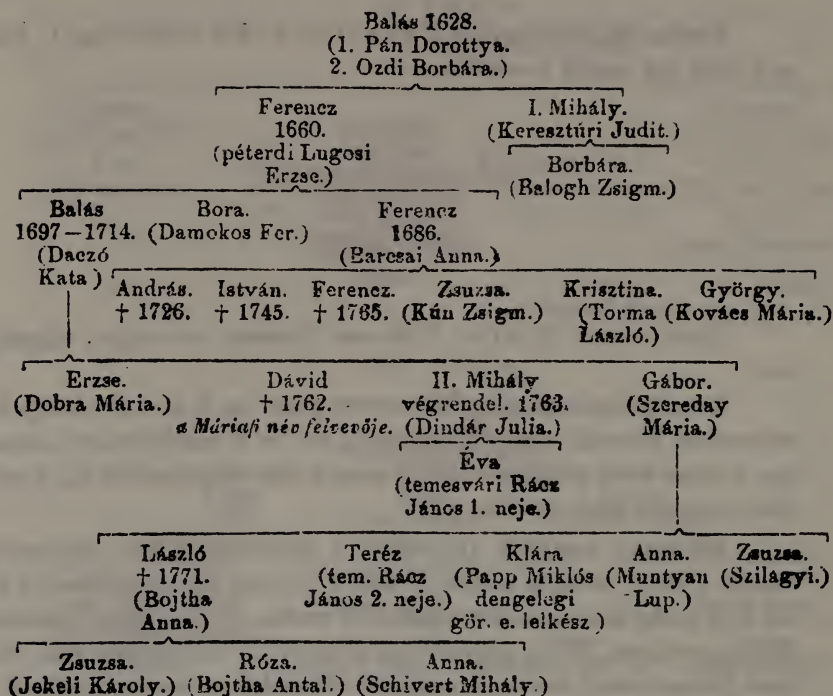 Balás 1628.
(1. Pán Dorottya.
2. Ozdi Borbára.)
Ferencz I. Mihály.
1660. (Keresztúri Judit.)
(péterdi Lugosi Borbára.
Erzse.) (Balogh Zsigm.)
Balás Bora. Ferencz
1697—1714. (Damokos Fer.) 1686.
(Daczó (Barcsai Anna.)
Kata)
András. István. Ferencz. Zsuzsa. Krisztina. György.
† 1726. † 1745. † 1765. (Kún Zsigm.) (Torma (Kovács Mária.)
László.)
Erzse. Dávid II. Mihály Gábor.
(Dobra Mária.) † 1762. végrendel. 1763. (Szereday
a Máriafi név felvevője. (Dindár Julia.) Mária.)
Éva
(temesvári Rácz
János 1. neje.)
László Teréz Klára Anna. Zsuzsa.
† 1771. (tem. Rácz (Papp Miklós (Muntyan (Szilágyi.)
(Bojtha János 2. neje.) dengelegi Lup.)
Anna.) gör. e. lelkész)
Zsuzsa. Róza. Anna.
(Jekeli Károly.) (Bojtha Antal.) (Schivert Mihály.)